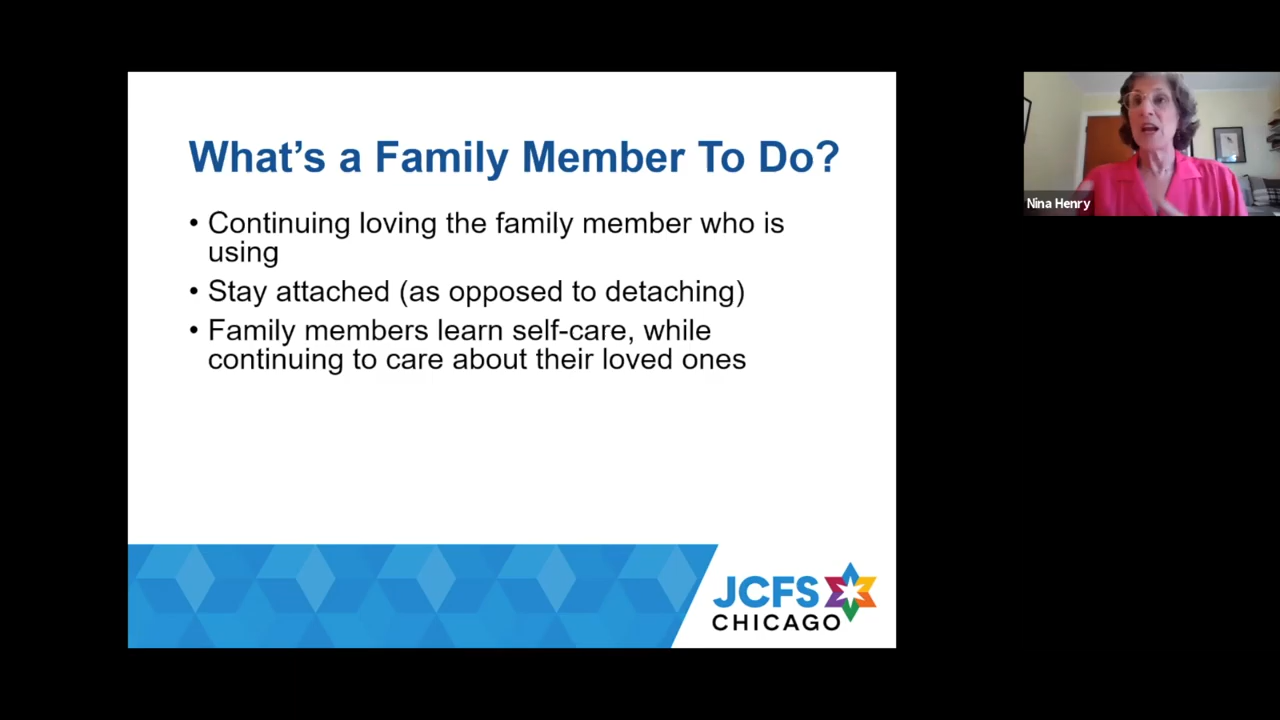 What's a Family Member To Do?
• Continuing loving the family member who is
using
• Stay attached (as opposed to detaching)
• Family members learn self-care, while
continuing to care about their loved ones
JCFS
CHICAGO
Nina Henry